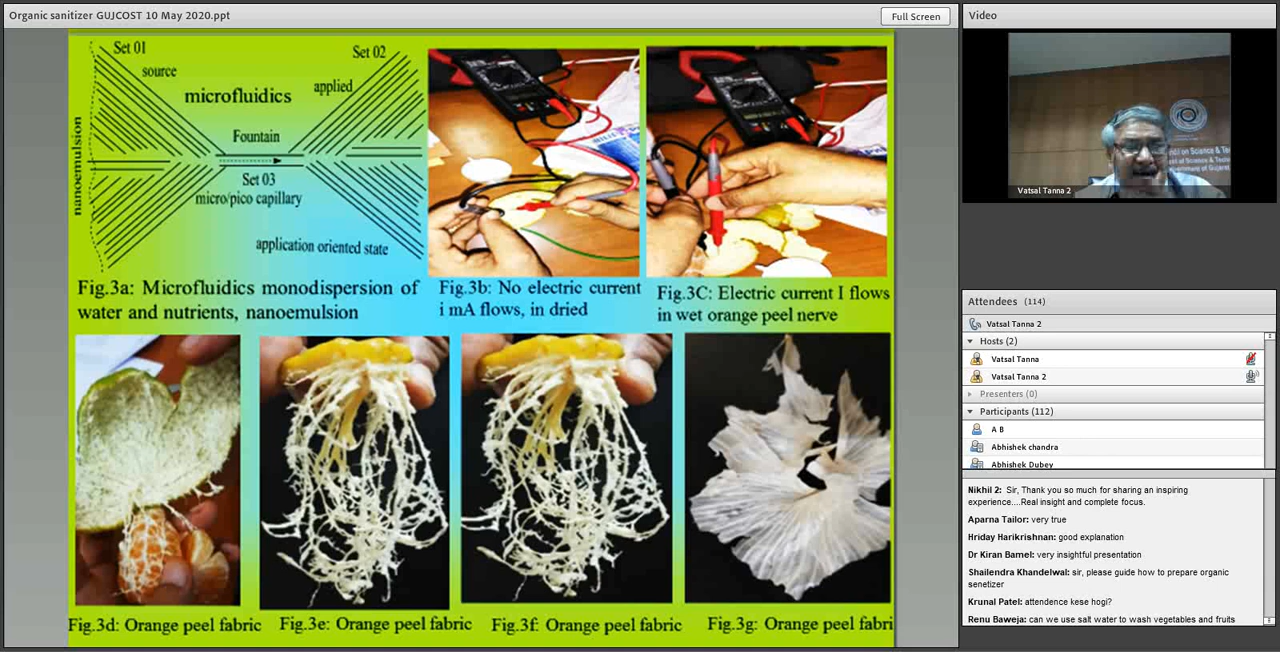 Organic sanitizer GUJCOST 10 May 2020.ppt
Full Screen
Set 01
Set 02
source
applied
microfluidics
nanoemulsion
Fountain
Set 03
micro/pico capillary
application oriented state
Fig.3a: Microfluidics monodispersion of
water and nutrients, nanoemulsion
Fig.3b: No electric current
i mA flows, in dried
Fig.3C: Electric current I flows
in wet orange peel nerve
Fig.3d: Orange peel fabric
Fig.3e: Orange peel fabric
Fig.3f: Orange peel fabric
Fig.3g: Orange peel fabri
Video
Vatsal Tanna 2
Attendees (114)
Vatsal Tanna 2
Hosts (2)
Vatsal Tanna
Vatsal Tanna 2
Presenters (0)
Participants (112)
A B
Abhishek chandra
Abhishek Dubey
Nikhil 2: Sir, Thank you so much for sharing an inspiring
experience....Real insight and complete focus.
Aparna Tailor: very true
Hriday Harikrishnan: good explanation
Dr Kiran Bamel: very insightful presentation
Shailendra Khandelwal: sir, please guide how to prepare organic
senetizer
Krunal Patel: attendence kese hogi?
Renu Baweja: can we use salt water to wash vegetables and fruits